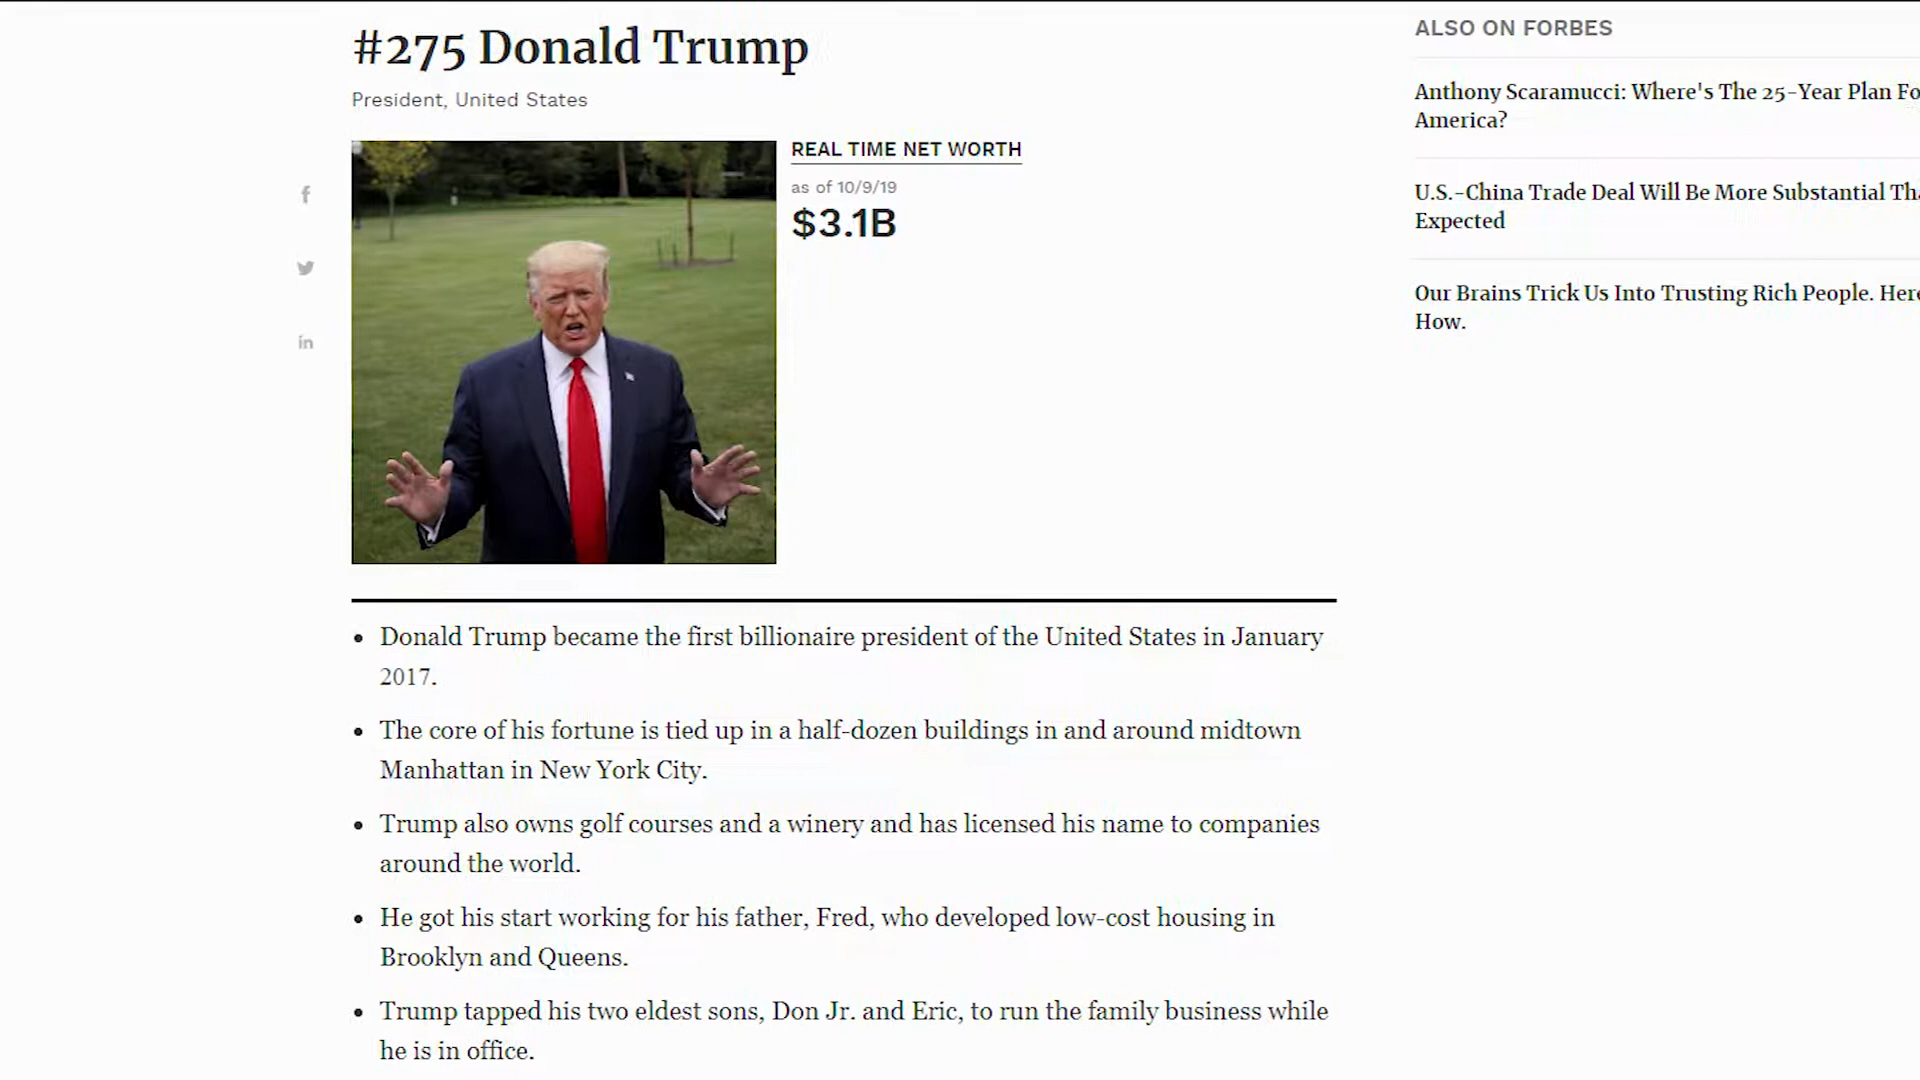 #275 Donald Trump
President, United States
REAL TIME NET WORTH
as of 10/9/19
$3.1B
Donald Trump became the first billionaire president of the United States in January
2017.
The core of his fortune is tied up in a half-dozen buildings in and around midtown
Manhattan in New York City.
Trump also owns golf courses and a winery and has licensed his name to companies
around the world.
He got his start working for his father, Fred, who developed low-cost housing in
Brooklyn and Queens.
Trump tapped his two eldest sons, Don Jr. and Eric, to run the family business while
he is in office.
ALSO ON FORBES
Anthony Scaramucci: Where's The 25-Year Plan Fo
America?
U.S.-China Trade Deal Will Be More Substantial Tha
Expected
Our Brains Trick Us Into Trusting Rich People. Here
How.